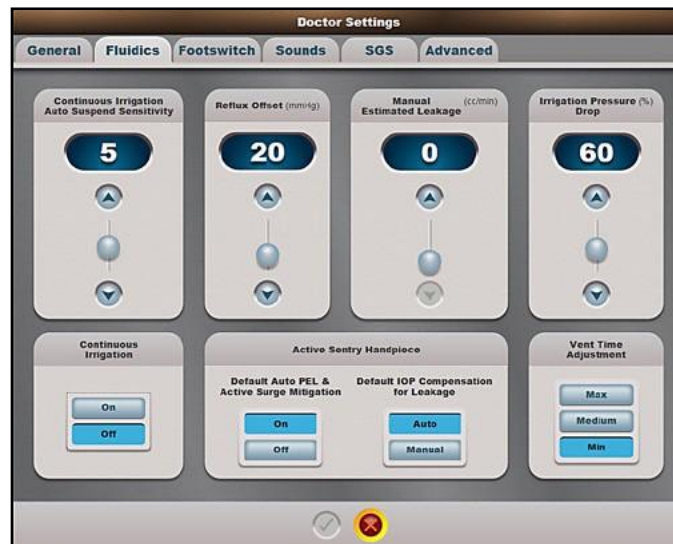 Doctor Settings
General Fluidics Footswitch Sounds SGS Advanced
Continuous Irrigation
Auto Suspend Sensitivity
5
Reflux Offset (mmHg)
20
Manual (cc/min)
Estimated Leakage
0
Irrigation Pressure (%)
Drop
60
Continuous
Irrigation
On
Off
Active Sentry Handpiece
Default Auto PEL &
Active Surge Mitigation
On
Off
Default IOP Compensation
for Leakage
Auto
Manual
Vent Time
Adjustment
Max
Medium
Min